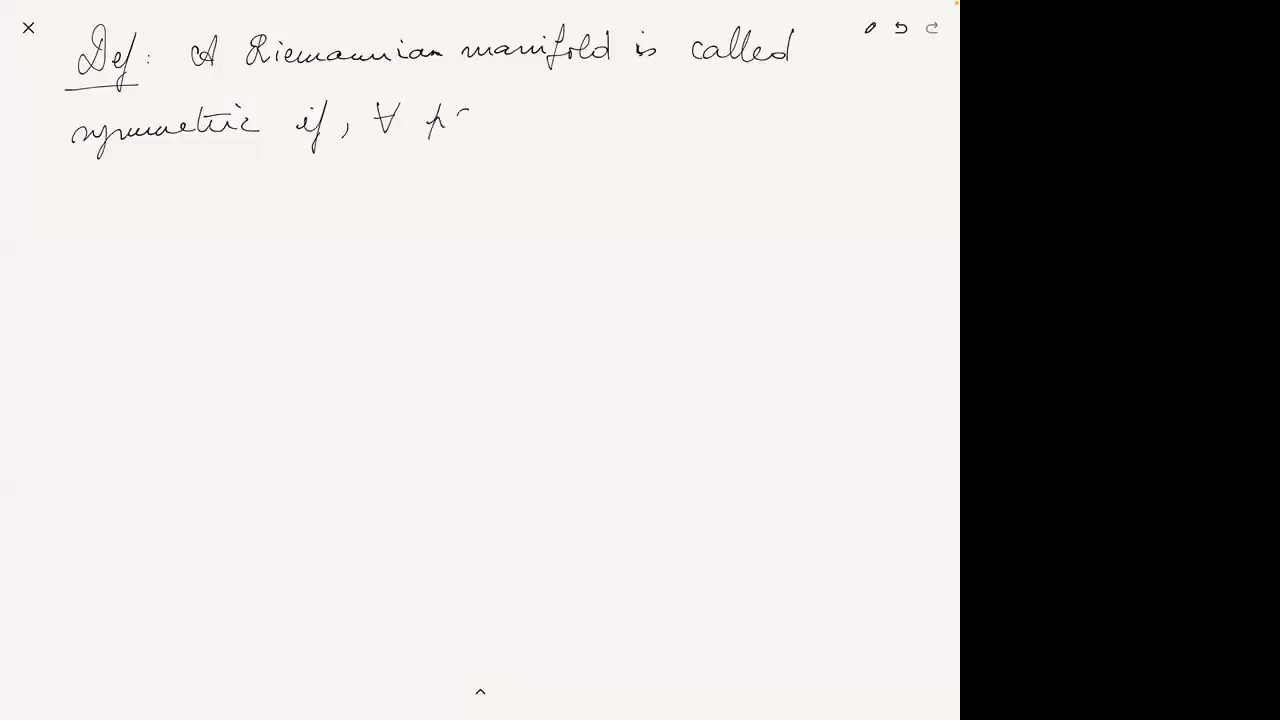 Def: A Riemannian manifold is called
symmetric if, ∀ p